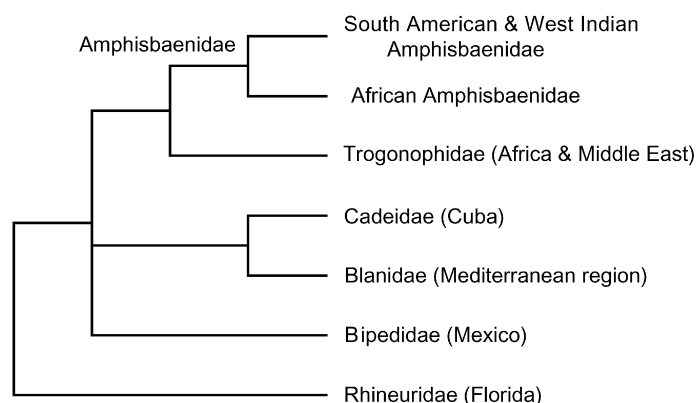 Amphisbaenidae
South American & West Indian
Amphisbaenidae
African Amphisbaenidae
Trogonophidae (Africa & Middle East)
Cadeidae (Cuba)
Blanidae (Mediterranean region)
Bipedidae (Mexico)
Rhineuridae (Florida)